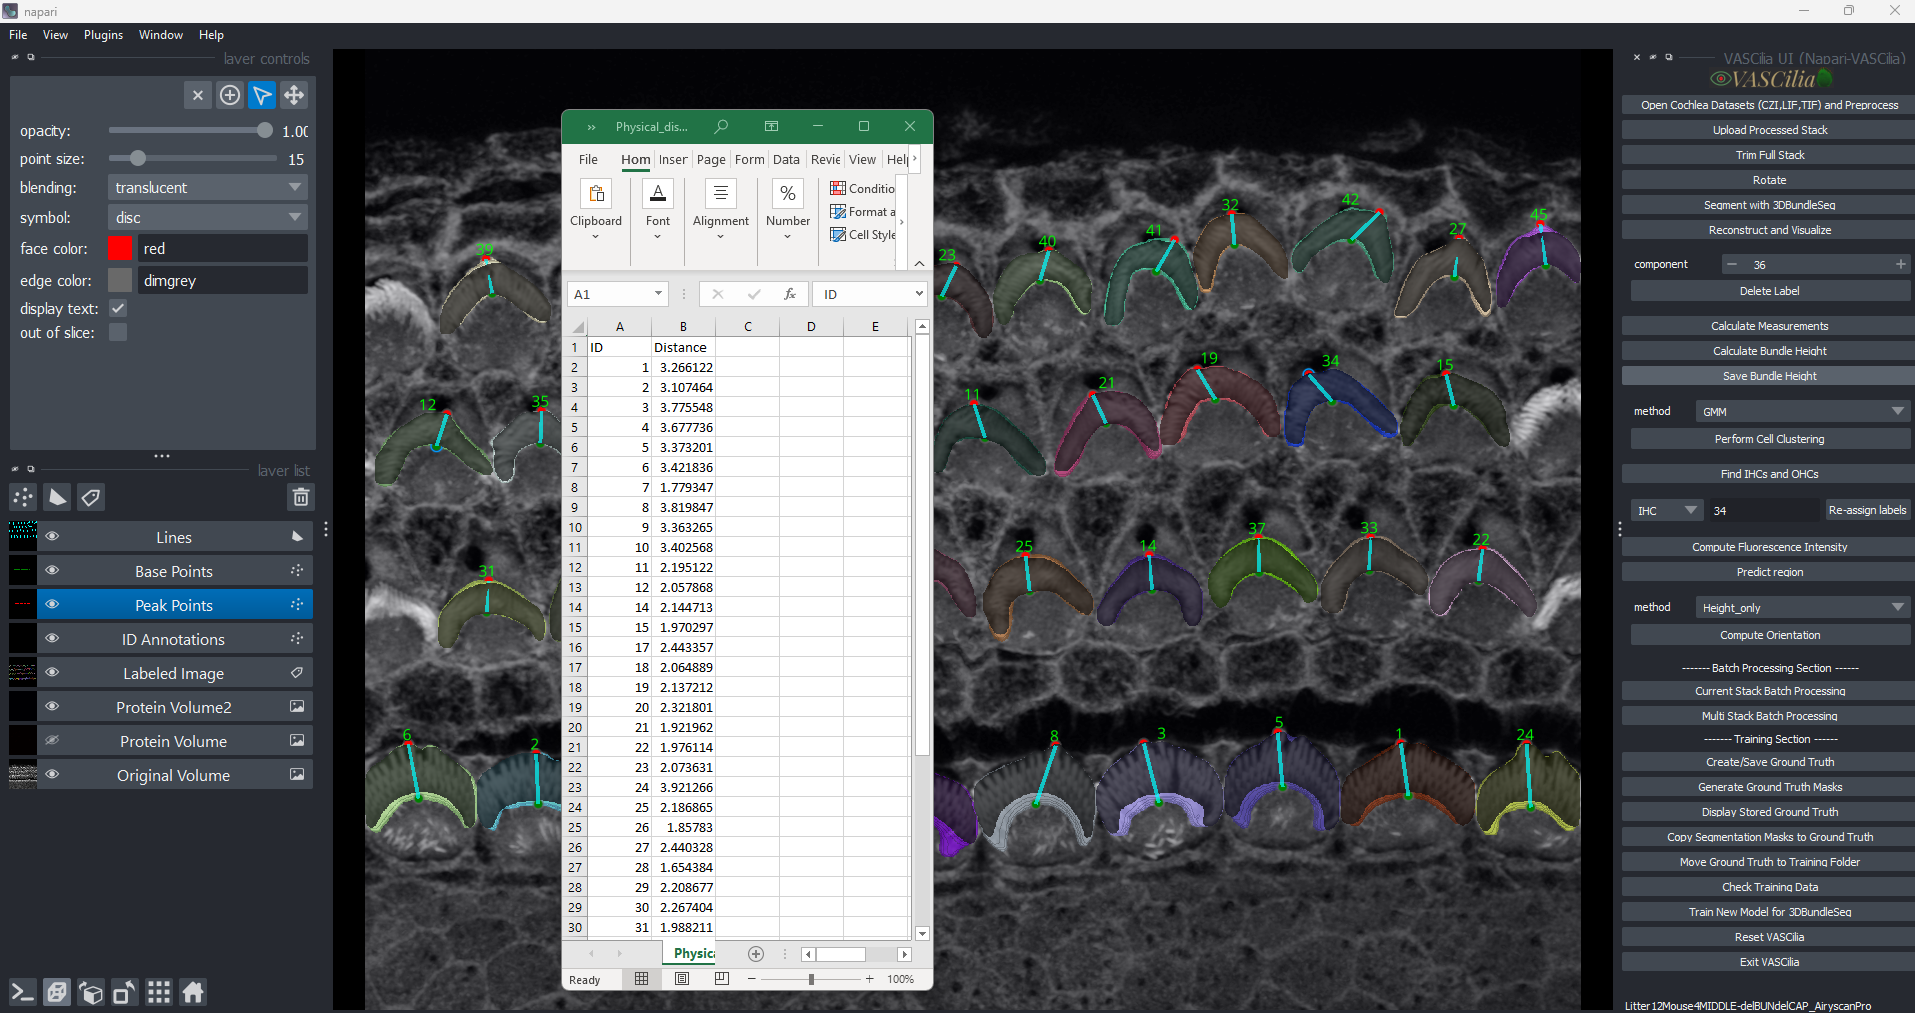 napari
File View Plugins Window Help
layer controls
opacity: 1.00
point size: 15
blending: translucent
symbol: disc
face color: red
edge color: dimgrey
display text:
out of slice:
layer list
Lines
Base Points
Peak Points
ID Annotations
Labeled Image
Protein Volume2
Protein Volume
Original Volume
39
12
35
31
6
2
» Physical_dis...
File Hom Inser Page Form Data Revie View Help
Clipboard Font Alignment Number
Conditio
Format a
Cell Style
A1 fx ID
A B C D E
1 ID Distance
2 1 3.266122
3 2 3.107464
4 3 3.775548
5 4 3.677736
6 5 3.373201
7 6 3.421836
8 7 1.779347
9 8 3.819847
10 9 3.363265
11 10 3.402568
12 11 2.195122
13 12 2.057868
14 14 2.144713
15 15 1.970297
16 17 2.443357
17 18 2.064889
18 19 2.137212
19 20 2.321801
20 21 1.921962
21 22 1.976114
22 23 2.073631
23 24 3.921266
24 25 2.186865
25 26 1.85783
26 27 2.440328
27 28 1.654384
28 29 2.208677
29 30 2.267404
30 31 1.988211
Physica
Ready 100%
23 40 41 32 42 27 45
11 21 19 34 15
25 14 37 33 22
8 3 5 1 24
VASCilia UI (Napari-VASCilia)
VASCilia
Open Cochlea Datasets (CZI,LIF,TIF) and Preprocess
Upload Processed Stack
Trim Full Stack
Rotate
Segment with 3DBundleSeg
Reconstruct and Visualize
component − 36 +
Delete Label
Calculate Measurements
Calculate Bundle Height
Save Bundle Height
method GMM
Perform Cell Clustering
Find IHCs and OHCs
IHC 34 Re-assign labels
Compute Fluorescence Intensity
Predict region
method Height_only
Compute Orientation
------- Batch Processing Section ------
Current Stack Batch Processing
Multi Stack Batch Processing
------- Training Section ------
Create/Save Ground Truth
Generate Ground Truth Masks
Display Stored Ground Truth
Copy Segmentation Masks to Ground Truth
Move Ground Truth to Training Folder
Check Training Data
Train New Model for 3DBundleSeg
Reset VASCilia
Exit VASCilia
Litter12Mouse4MIDDLE-delBUNdelCAP_AiryscanPro